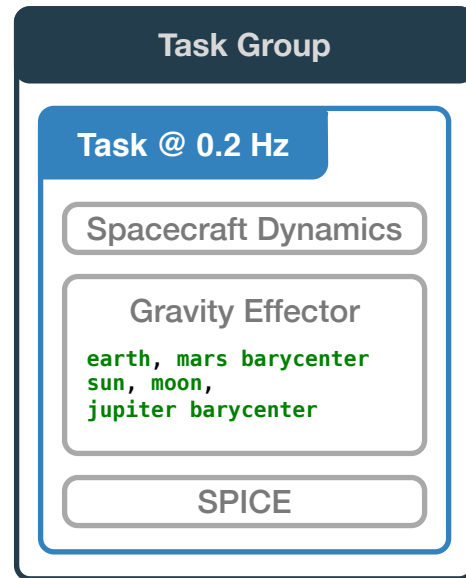 Task Group
Task @ 0.2 Hz
Spacecraft Dynamics
Gravity Effector
earth, mars barycenter
sun, moon,
jupiter barycenter
SPICE